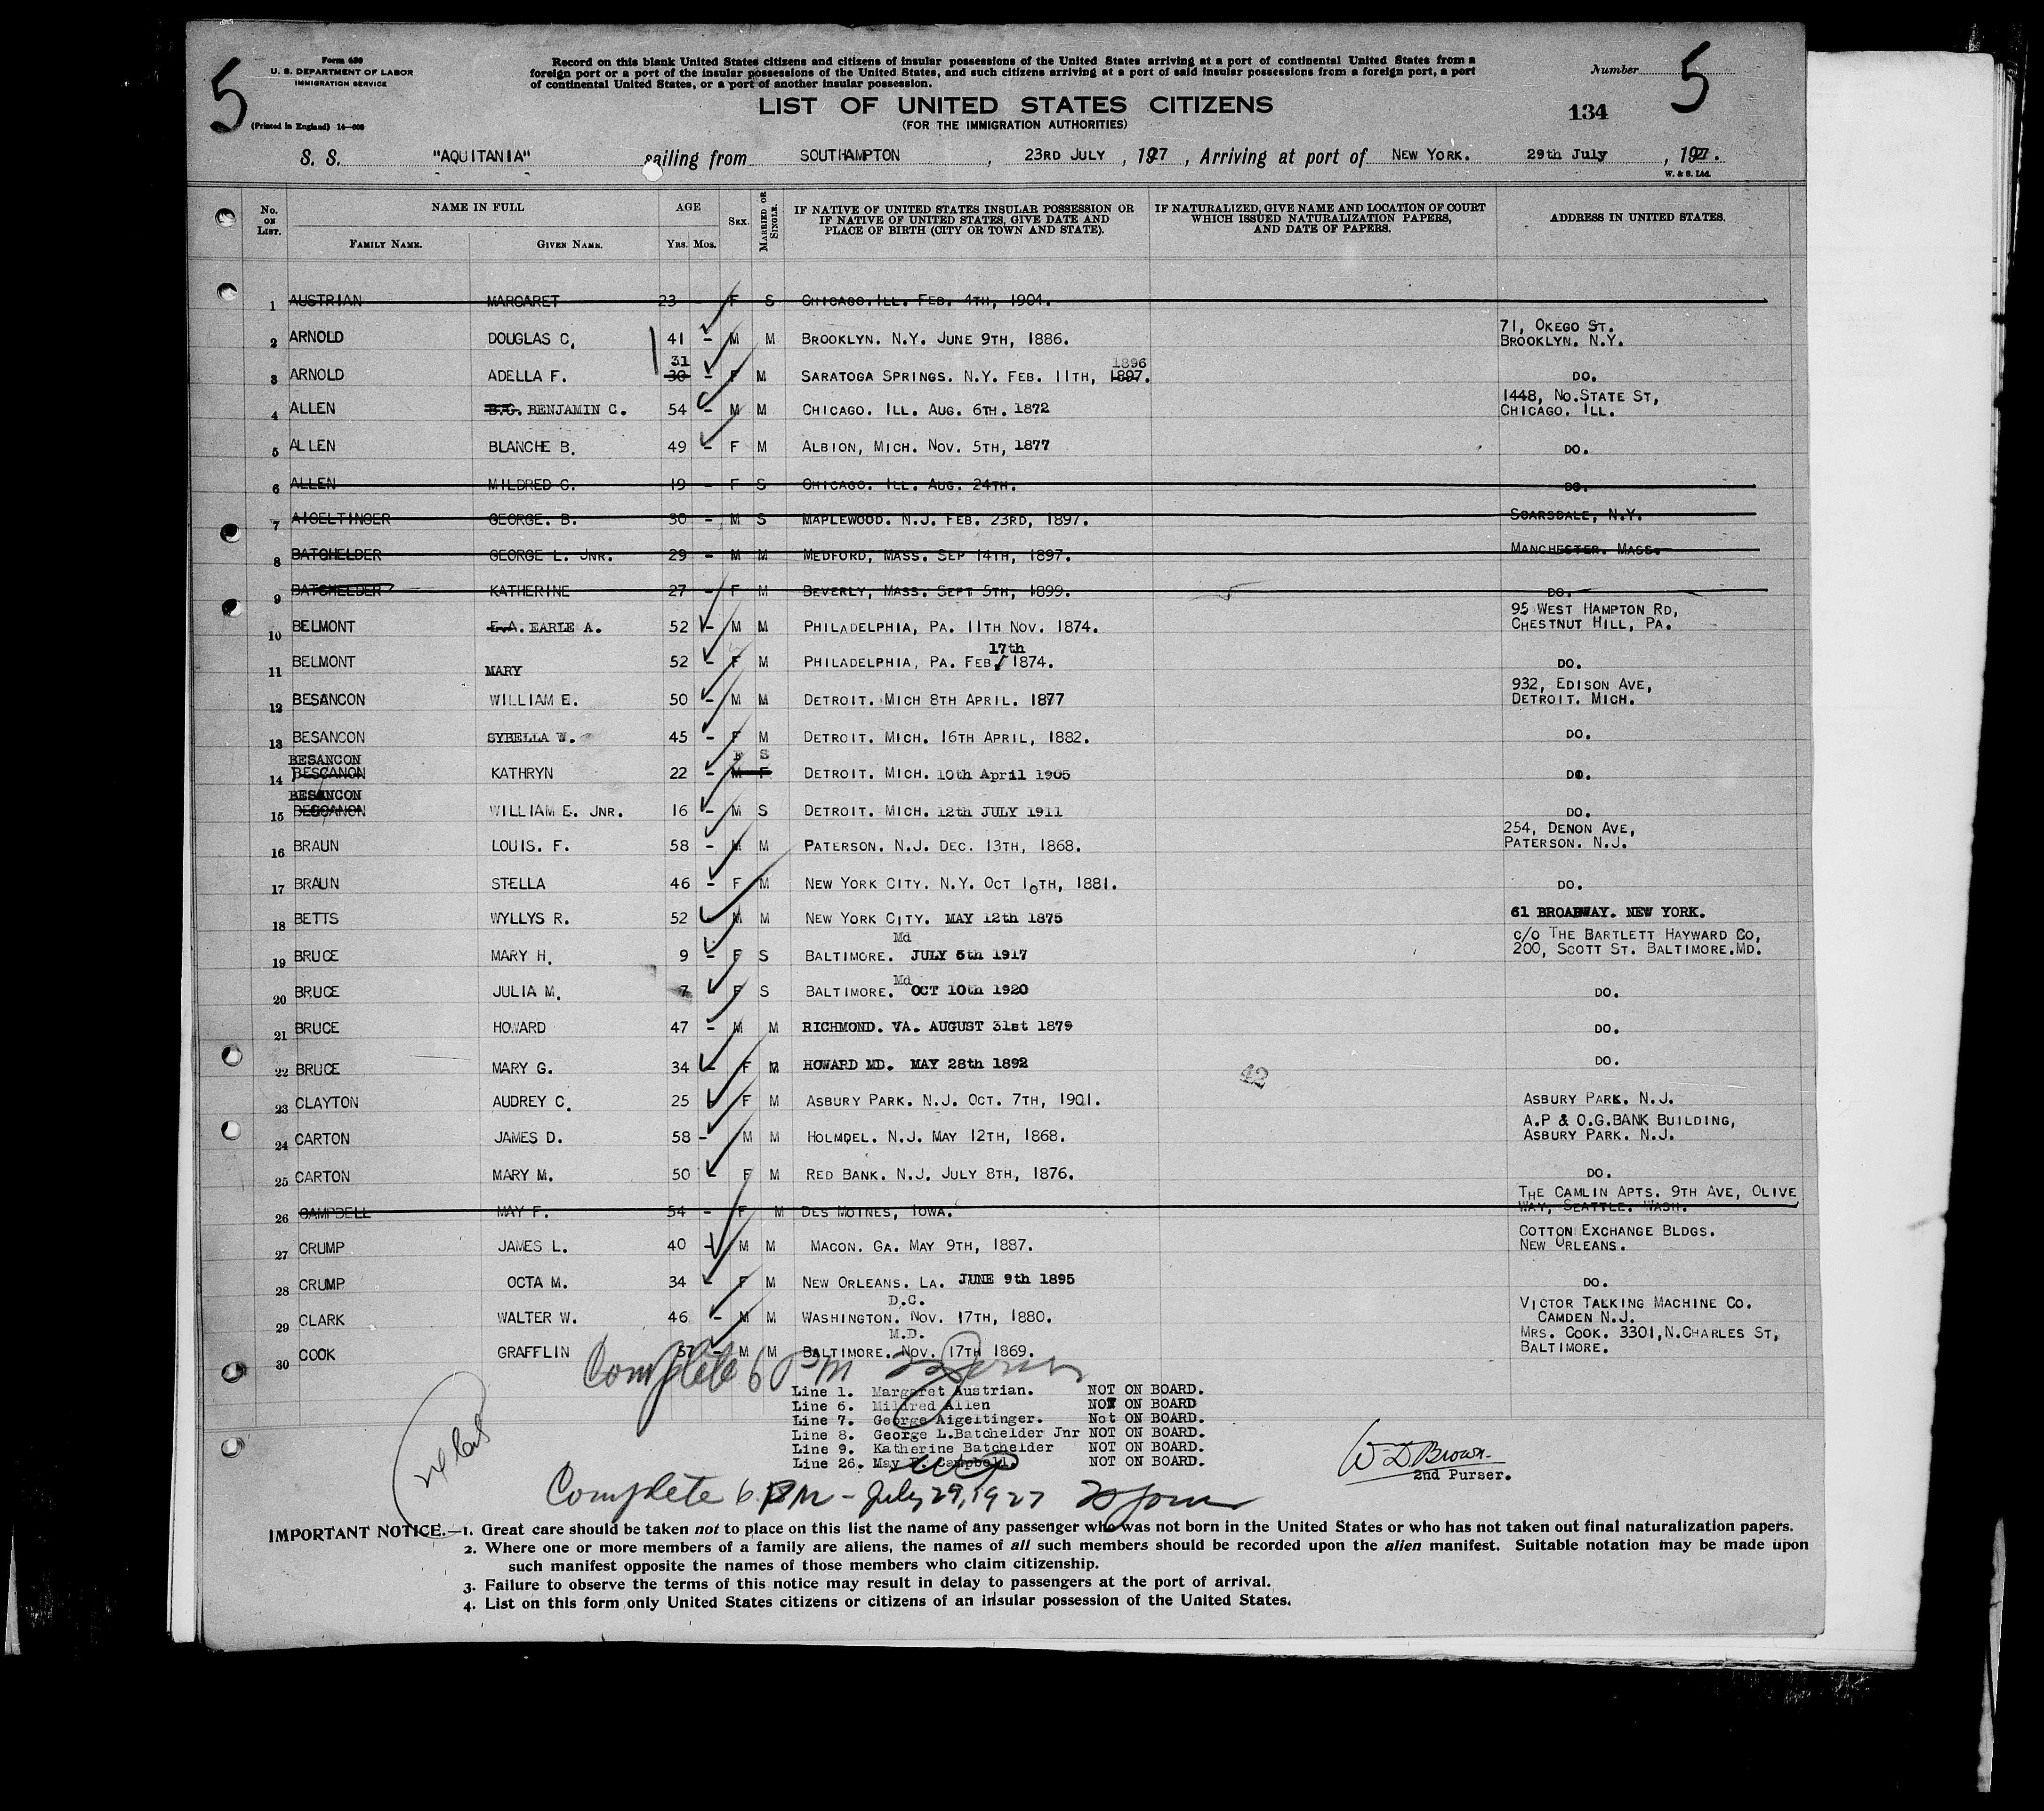 5
Form 630
U. S. DEPARTMENT OF LABOR
IMMIGRATION SERVICE
(Printed in England) 14—609
Record on this blank United States citizens and citizens of insular possessions of the United States arriving at a port of continental United States from a
foreign port or a port of the insular possessions of the United States, and such citizens arriving at a port of said insular possessions from a foreign port, a port
of continental United States, or a port of another insular possession.
LIST OF UNITED STATES CITIZENS
(FOR THE IMMIGRATION AUTHORITIES)
Number 5
134
S. S. "AQUITANIA" sailing from SOUTHAMPTON, 23RD JULY, 1927, Arriving at port of NEW YORK. 29th July, 1927.
W. & S. Ltd.
No. ON LIST. NAME IN FULL AGE SEX. MARRIED OR SINGLE. IF NATIVE OF UNITED STATES INSULAR POSSESSION OR IF NATIVE OF UNITED STATES, GIVE DATE AND PLACE OF BIRTH (CITY OR TOWN AND STATE). IF NATURALIZED, GIVE NAME AND LOCATION OF COURT WHICH ISSUED NATURALIZATION PAPERS, AND DATE OF PAPERS. ADDRESS IN UNITED STATES.
FAMILY NAME. GIVEN NAME. YRS. MOS.
1 AUSTRIAN MARGARET 23 - F S CHICAGO. ILL. FEB. 4TH, 1904.
2 ARNOLD DOUGLAS C. 41 - M M BROOKLYN. N.Y. JUNE 9TH, 1886. 71, OKEGO ST. BROOKLYN. N.Y.
3 ARNOLD ADELLA F. 30 31 - F M SARATOGA SPRINGS. N.Y. FEB. 11TH, 1897. 1896 DO.
4 ALLEN B.C. BENJAMIN C. 54 - M M CHICAGO. ILL. AUG. 6TH. 1872 1448, NO. STATE ST, CHICAGO. ILL.
5 ALLEN BLANCHE B. 49 - F M ALBION, MICH. NOV. 5TH, 1877 DO.
6 ALLEN MILDRED C. 19 - F S CHICAGO. ILL. AUG. 24TH. DO.
7 AIGELTINGER GEORGE. B. 30 - M S MAPLEWOOD. N.J. FEB. 23RD, 1897. SCARSDALE, N.Y.
8 BATCHELDER GEORGE L. JNR. 29 - M M MEDFORD, MASS. SEP 14TH, 1897. MANCHESTER. MASS.
9 BATCHELDER KATHERINE 27 - F M BEVERLY, MASS. SEPT 5TH, 1899. DO.
10 BELMONT E.A. EARLE A. 52 - M M PHILADELPHIA, PA. 11TH NOV. 1874. 95 WEST HAMPTON RD, CHESTNUT HILL, PA.
11 BELMONT MARY 52 - F M PHILADELPHIA, PA. FEB 17th 1874. DO.
12 BESANCON WILLIAM E. 50 - M M DETROIT. MICH 8TH APRIL. 1877 932, EDISON AVE, DETROIT. MICH.
13 BESANCON SYBELLA W. 45 - F M DETROIT. MICH. 16TH APRIL, 1882. DO.
14 BESCANON BESANCON KATHRYN 22 - M F F S DETROIT. MICH. 10th April 1905 DO.
15 BESCANON BESANCON WILLIAM E. JNR. 16 - M S DETROIT. MICH. 12th JULY 1911 DO.
16 BRAUN LOUIS. F. 58 - M M PATERSON. N.J. DEC. 13TH, 1868. 254, DENON AVE, PATERSON. N.J.
17 BRAUN STELLA 46 - F M NEW YORK CITY. N.Y. OCT 10TH, 1881. DO.
18 BETTS WYLLYS R. 52 - M M NEW YORK CITY. MAY 12th 1875 61 BROADWAY. NEW YORK.
19 BRUCE MARY H. 9 - F S BALTIMORE. Md JULY 5th 1917 C/O THE BARTLETT HAYWARD CO, 200, SCOTT ST. BALTIMORE.MD.
20 BRUCE JULIA M. 7 - F S BALTIMORE. Md OCT 10th 1920 DO.
21 BRUCE HOWARD 47 - M M RICHMOND. VA. AUGUST 31st 1879 DO.
22 BRUCE MARY G. 34 - F M HOWARD MD. MAY 28th 1892 DO.
42
23 CLAYTON AUDREY C. 25 - F M ASBURY PARK. N.J. OCT. 7TH, 1901. ASBURY PARK. N.J.
24 CARTON JAMES D. 58 - M M HOLMDEL. N.J. MAY 12TH, 1868. A.P & O.G.BANK BUILDING, ASBURY PARK. N.J.
25 CARTON MARY M. 50 - F M RED BANK. N.J. JULY 8TH, 1876. DO.
26 CAMPBELL MAY F. 54 - F M DES MOINES, IOWA. THE CAMLIN APTS. 9TH AVE, OLIVE WAY, SEATTLE. WASH.
27 CRUMP JAMES L. 40 - M M MACON. GA. MAY 9TH, 1887. COTTON EXCHANGE BLDGS. NEW ORLEANS.
28 CRUMP OCTA M. 34 - F M NEW ORLEANS. LA. JUNE 9th 1895 DO.
29 CLARK WALTER W. 46 - M M WASHINGTON. D.C. NOV. 17TH, 1880. VICTOR TALKING MACHINE CO. CAMDEN N.J.
30 COOK GRAFFLIN 57 - M M BALTIMORE. M.D. NOV. 17TH 1869. MRS. COOK. 3301, N.CHARLES ST, BALTIMORE.
Complete 6 PM
Line 1. Margaret Austrian. NOT ON BOARD.
Line 6. Mildred Allen NOT ON BOARD
Line 7. George Aigeltinger. Not ON BOARD.
Line 8. George L.Batchelder Jnr NOT ON BOARD.
Line 9. Katherine Batchelder NOT ON BOARD.
Line 26. May F. Campbell. NOT ON BOARD.
W D Brown.
2nd Purser.
Complete 6 PM - July 29, 1927
IMPORTANT NOTICE.—1. Great care should be taken not to place on this list the name of any passenger who was not born in the United States or who has not taken out final naturalization papers.
2. Where one or more members of a family are aliens, the names of all such members should be recorded upon the alien manifest. Suitable notation may be made upon
such manifest opposite the names of those members who claim citizenship.
3. Failure to observe the terms of this notice may result in delay to passengers at the port of arrival.
4. List on this form only United States citizens or citizens of an insular possession of the United States.